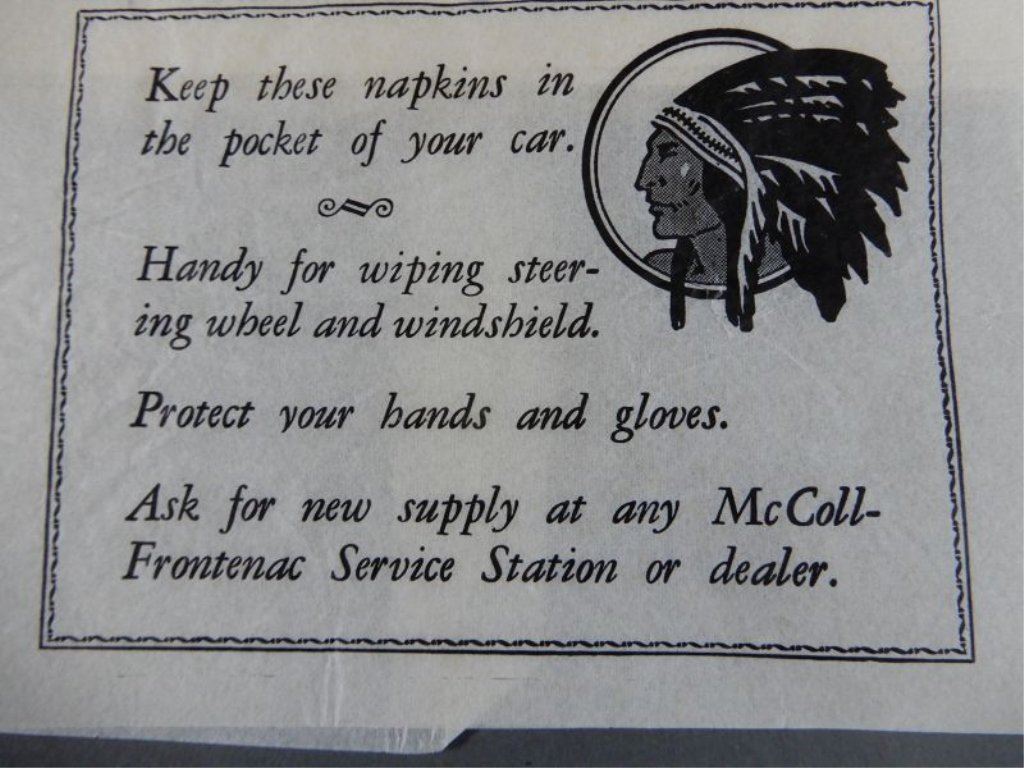 Keep these napkins in
the pocket of your car.
Handy for wiping steer-
ing wheel and windshield.
Protect your hands and gloves.
Ask for new supply at any McColl-
Frontenac Service Station or dealer.